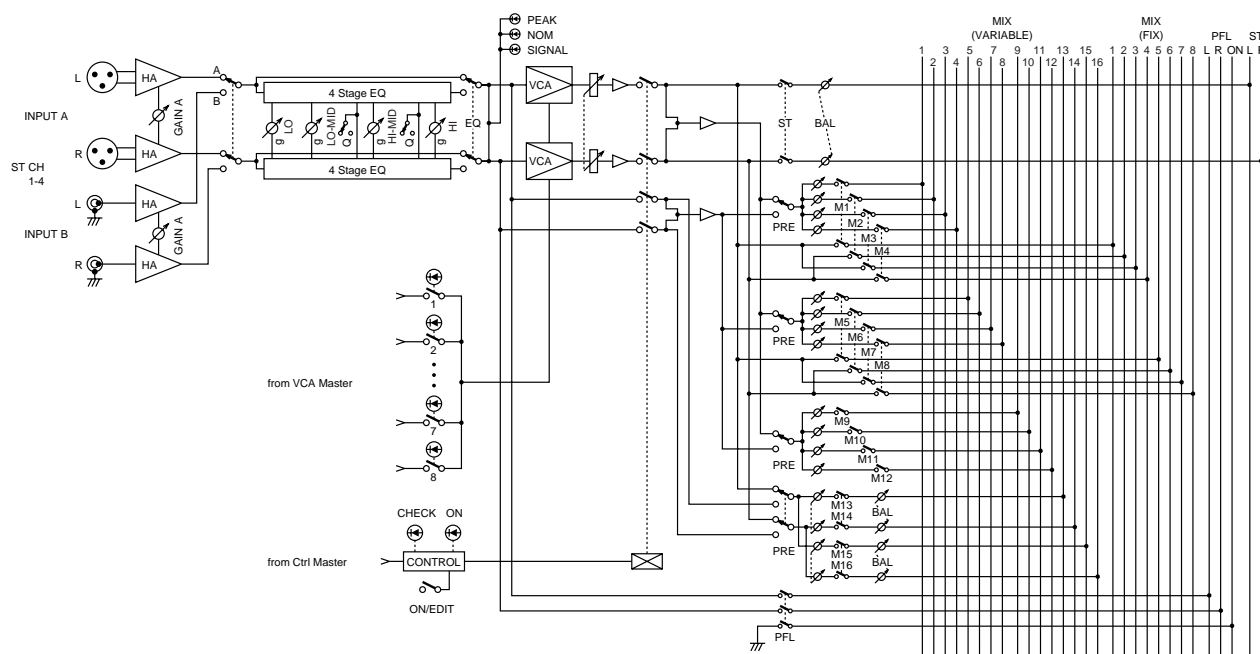 PEAK
NOM
SIGNAL
MIX
(VARIABLE)
MIX
(FIX)
PFL
ST
1 3 5 7 9 11 13 15 1 2 3 4 5 6 7 8 L R ON L
2 4 6 8 10 12 14 16
L
HA
A
B
GAIN A
INPUT A
R
HA
4 Stage EQ
g
LO
g
LO-MID
Q
g
HI-MID
Q
g
HI
EQ
4 Stage EQ
VCA
VCA
ST
BAL
ST CH
1-4
L
HA
INPUT B
GAIN A
R
HA
PRE
M1
M2
M3
M4
1
2
7
8
from VCA Master
PRE
M5
M6
M7
M8
PRE
M9
M10
M11
M12
PRE
M13
M14
BAL
M15
M16
BAL
CHECK ON
from Ctrl Master
CONTROL
ON/EDIT
PFL